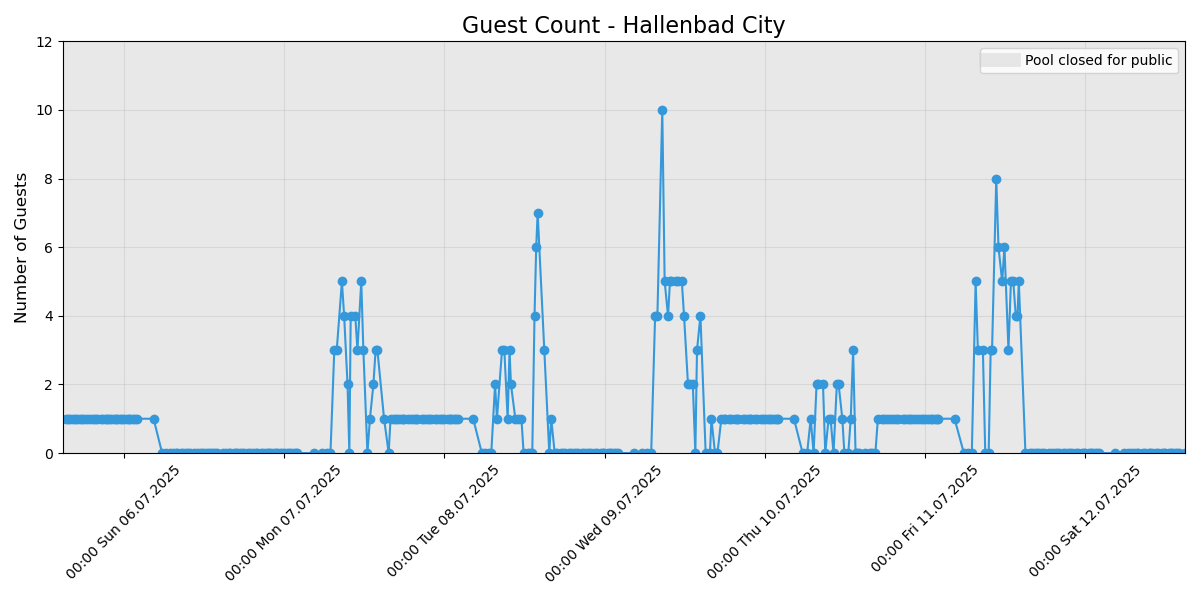 Guest Count - Hallenbad City
Pool closed for public
Number of Guests
12
10
8
6
4
2
0
00:00 Sun 06.07.2025
00:00 Mon 07.07.2025
00:00 Tue 08.07.2025
00:00 Wed 09.07.2025
00:00 Thu 10.07.2025
00:00 Fri 11.07.2025
00:00 Sat 12.07.2025